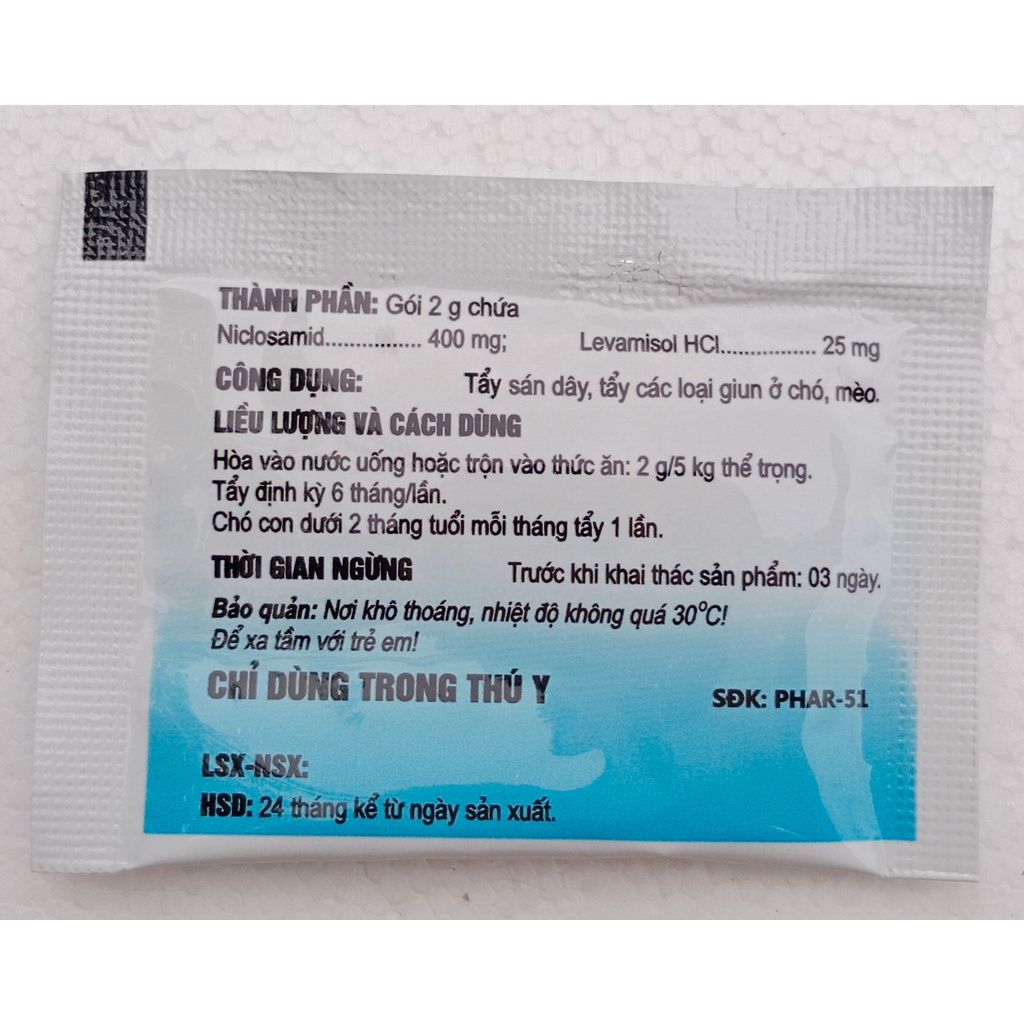 THÀNH PHẦN: Gói 2 g chứa
Niclosamid................ 400 mg; Levamisol HCl................ 25 mg
CÔNG DỤNG: Tẩy sán dây, tẩy các loại giun ở chó, mèo.
LIỀU LƯỢNG VÀ CÁCH DÙNG
Hòa vào nước uống hoặc trộn vào thức ăn: 2 g/5 kg thể trọng.
Tẩy định kỳ 6 tháng/lần.
Chó con dưới 2 tháng tuổi mỗi tháng tẩy 1 lần.
THỜI GIAN NGỪNG Trước khi khai thác sản phẩm: 03 ngày.
Bảo quản: Nơi khô thoáng, nhiệt độ không quá 30°C!
Để xa tầm với trẻ em!
CHỈ DÙNG TRONG THÚ Y SĐK: PHAR-51
LSX-NSX:
HSD: 24 tháng kể từ ngày sản xuất.